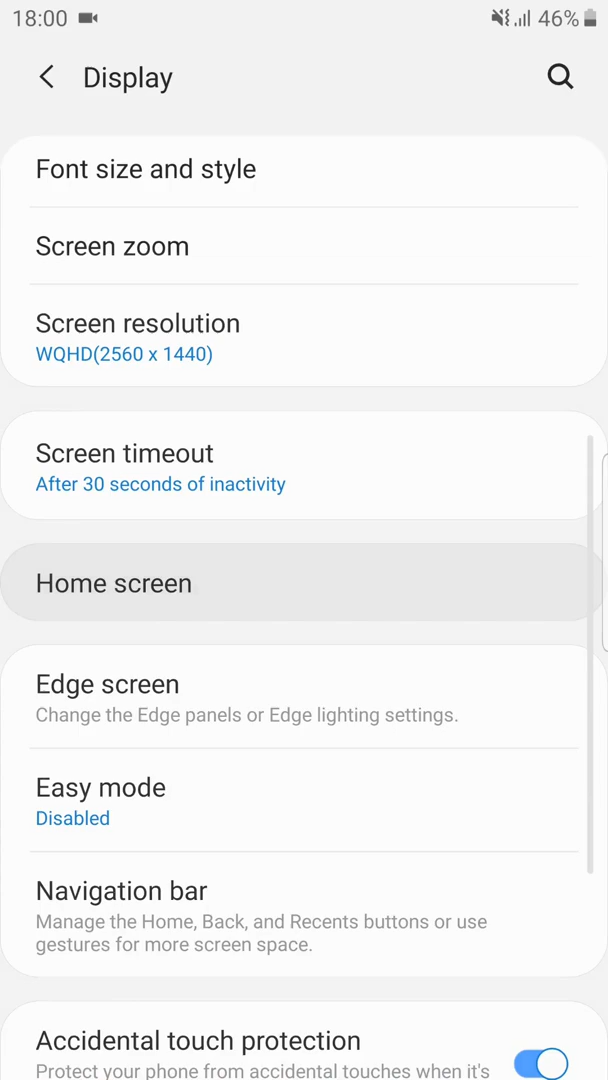 18:00 46%
Display
Font size and style
Screen zoom
Screen resolution
WQHD(2560 x 1440)
Screen timeout
After 30 seconds of inactivity
Home screen
Edge screen
Change the Edge panels or Edge lighting settings.
Easy mode
Disabled
Navigation bar
Manage the Home, Back, and Recents buttons or use
gestures for more screen space.
Accidental touch protection
Protect your phone from accidental touches when it's